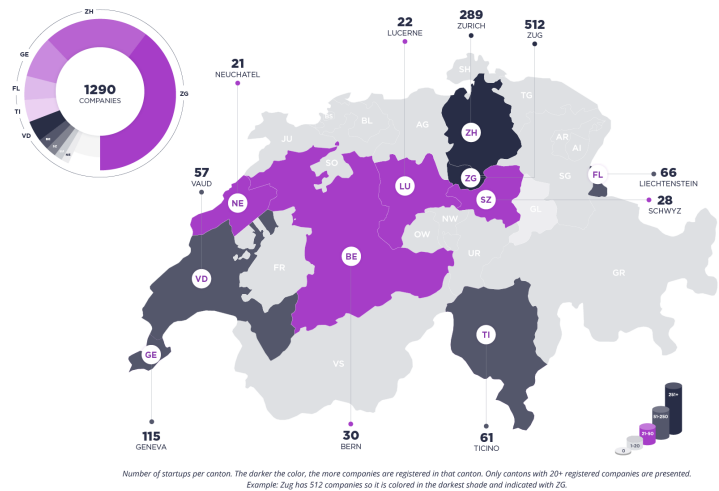 ZH
GE
FL
TI
VD
ZG
1290
COMPANIES
21
NEUCHATEL
22
LUCERNE
289
ZURICH
512
ZUG
57
VAUD
66
LIECHTENSTEIN
28
SCHWYZ
115
GENEVA
30
BERN
61
TICINO
SH
TG
JU
BL
AG
ZH
AR
AI
SO
SG
FL
ZG
LU
SZ
NE
GL
NW
OW
BE
UR
FR
GR
VD
TI
GE
VS
251+
51-250
21-50
1-20
0
Number of startups per canton. The darker the color, the more companies are registered in that canton. Only cantons with 20+ registered companies are presented.
Example: Zug has 512 companies so it is colored in the darkest shade and indicated with ZG.